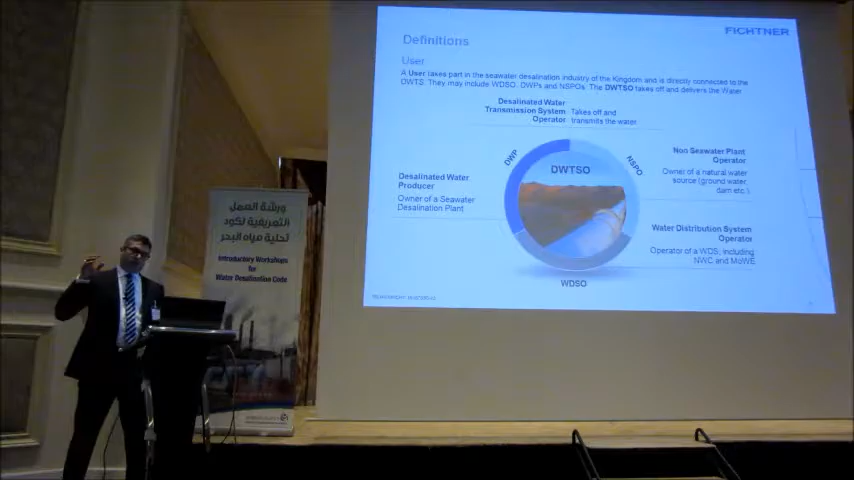 FICHTNER
Definitions
User
A User takes part in the seawater desalination industry of the Kingdom and is directly connected to the
DWTS. They may include WDSO, DWPs and NSPOs. The DWTSO takes off and delivers the Water
Desalinated Water
Transmission System
Operator
Takes off and
transmits the water
DWP
NSPO
DWTSO
WDSO
Desalinated Water
Producer
Owner of a Seawater
Desalination Plant
Non Seawater Plant
Operator
Owner of a natural water
source (ground water,
dam etc.)
Water Distribution System
Operator
Operator of a WDS, including
NWC and MoWE
ورشة العمل
التعريفية لكود
تحلية مياه البحر
Introductory Workshops
for
Water Desalination Code